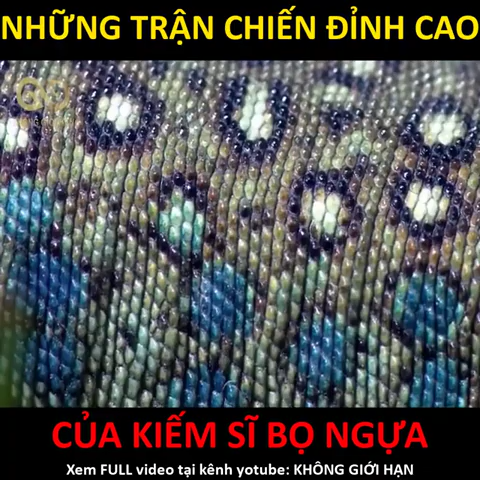 NHỮNG TRẬN CHIẾN ĐỈNH CAO
CỦA KIẾM SĨ BỌ NGỰA
Xem FULL video tại kênh yotube: KHÔNG GIỚI HẠN